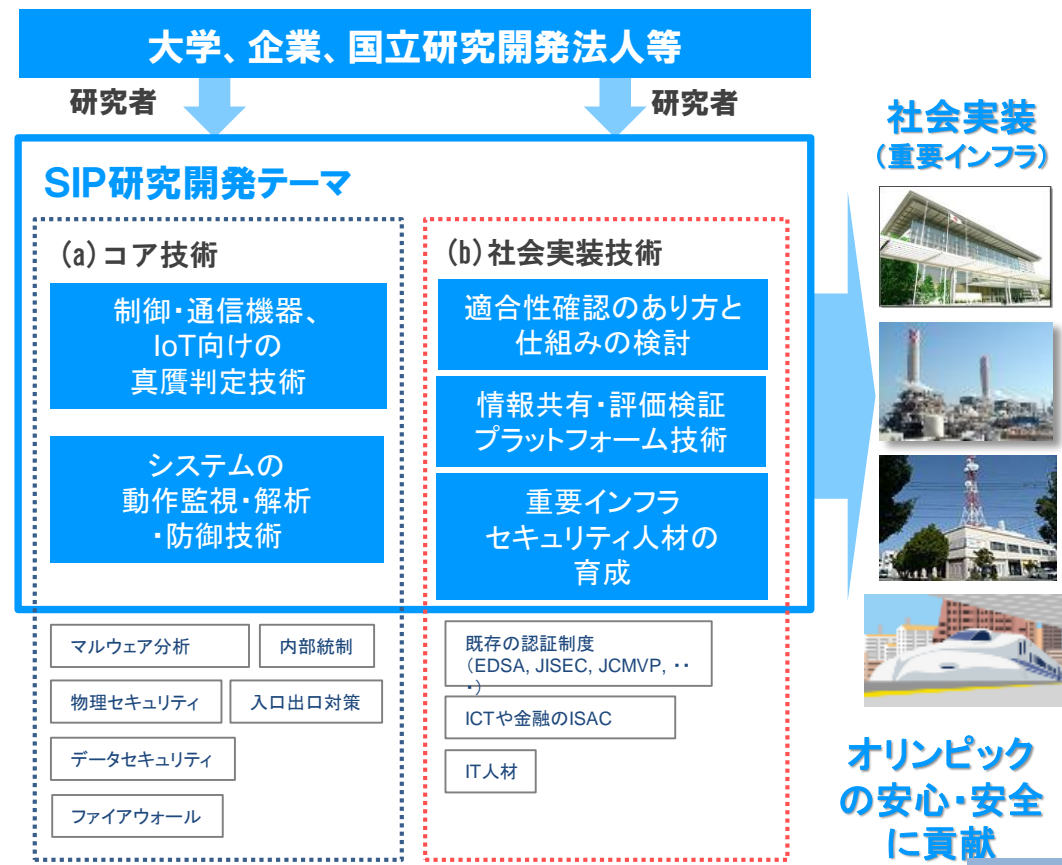 大学、企業、国立研究開発法人等
研究者
研究者
SIP研究開発テーマ
(a)コア技術
制御・通信機器、
IoT向けの
真贋判定技術
システムの
動作監視・解析
・防御技術
(b)社会実装技術
適合性確認のあり方と
仕組みの検討
情報共有・評価検証
プラットフォーム技術
重要インフラ
セキュリティ人材の
育成
マルウェア分析
内部統制
物理セキュリティ
入口出口対策
データセキュリティ
ファイアウォール
既存の認証制度
(EDSA, JISEC, JCMVP, ・・
・)
ICTや金融のISAC
IT人材
社会実装
(重要インフラ)
オリンピック
の安心・安全
に貢献